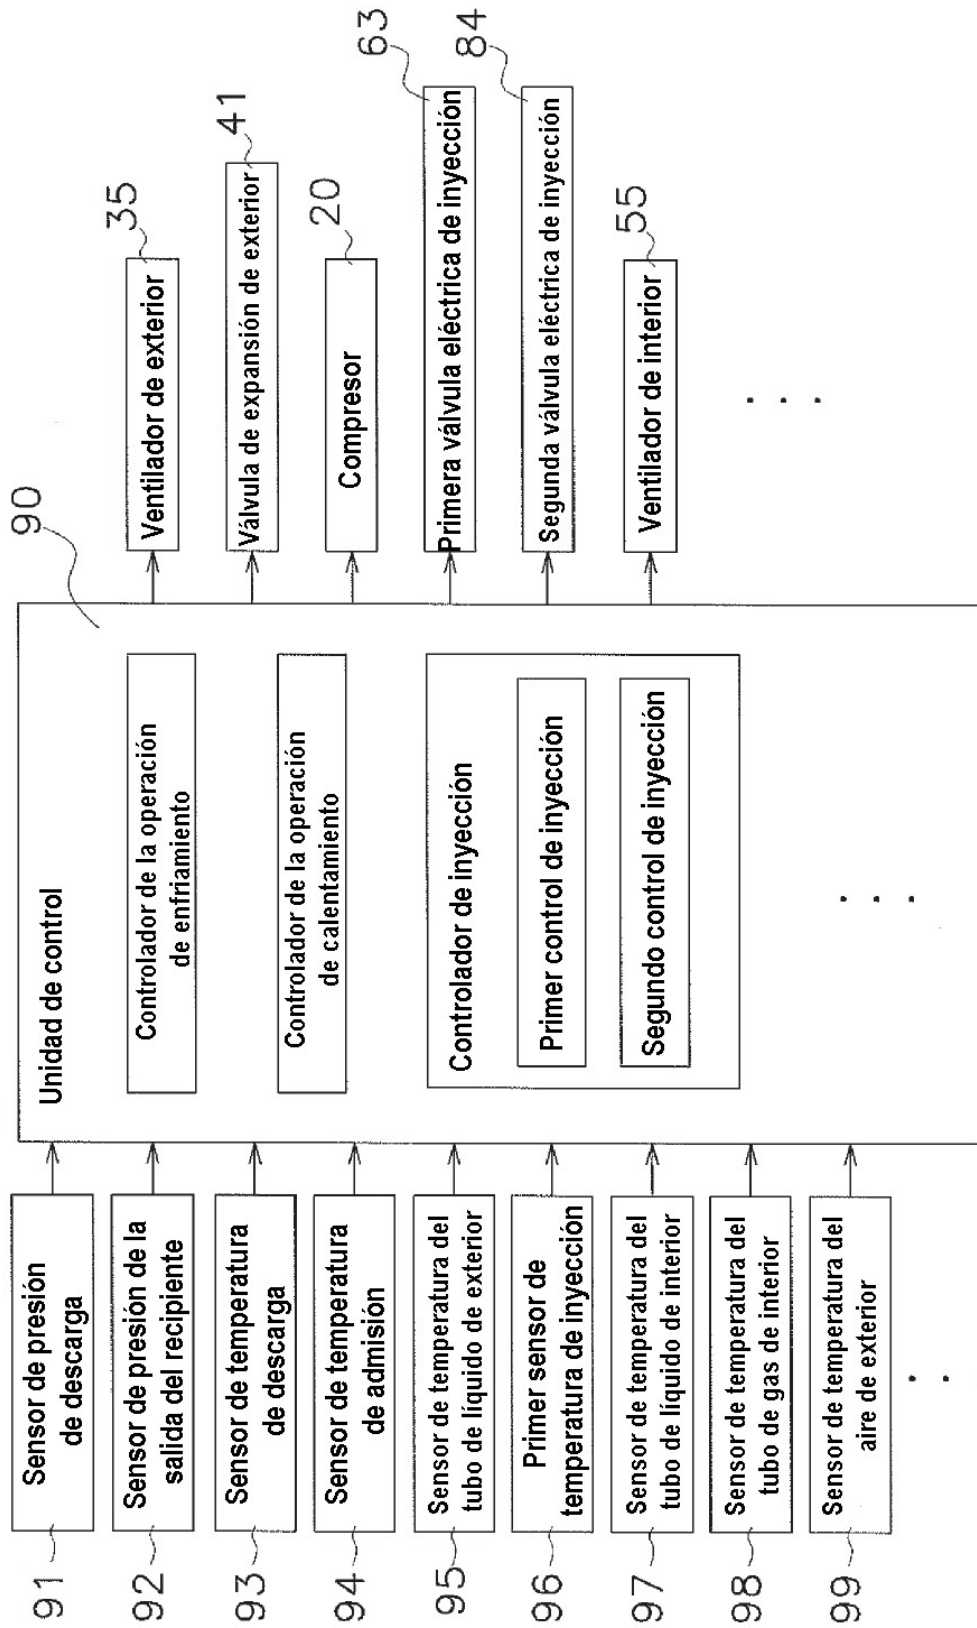 90
Unidad de control
91
Sensor de presión
de descarga
92
Sensor de presión de la
salida del recipiente
93
Sensor de temperatura
de descarga
94
Sensor de temperatura
de admisión
95
Sensor de temperatura del
tubo de líquido de exterior
96
Primer sensor de
temperatura de inyección
97
Sensor de temperatura del
tubo de líquido de interior
98
Sensor de temperatura del
tubo de gas de interior
99
Sensor de temperatura del
aire de exterior
Controlador de la operación
de enfriamiento
Controlador de la operación
de calentamiento
Controlador de inyección
Primer control de inyección
Segundo control de inyección
Ventilador de exterior
35
Válvula de expansión de exterior
41
Compresor
20
Primera válvula eléctrica de inyección
63
Segunda válvula eléctrica de inyección
84
Ventilador de interior
55